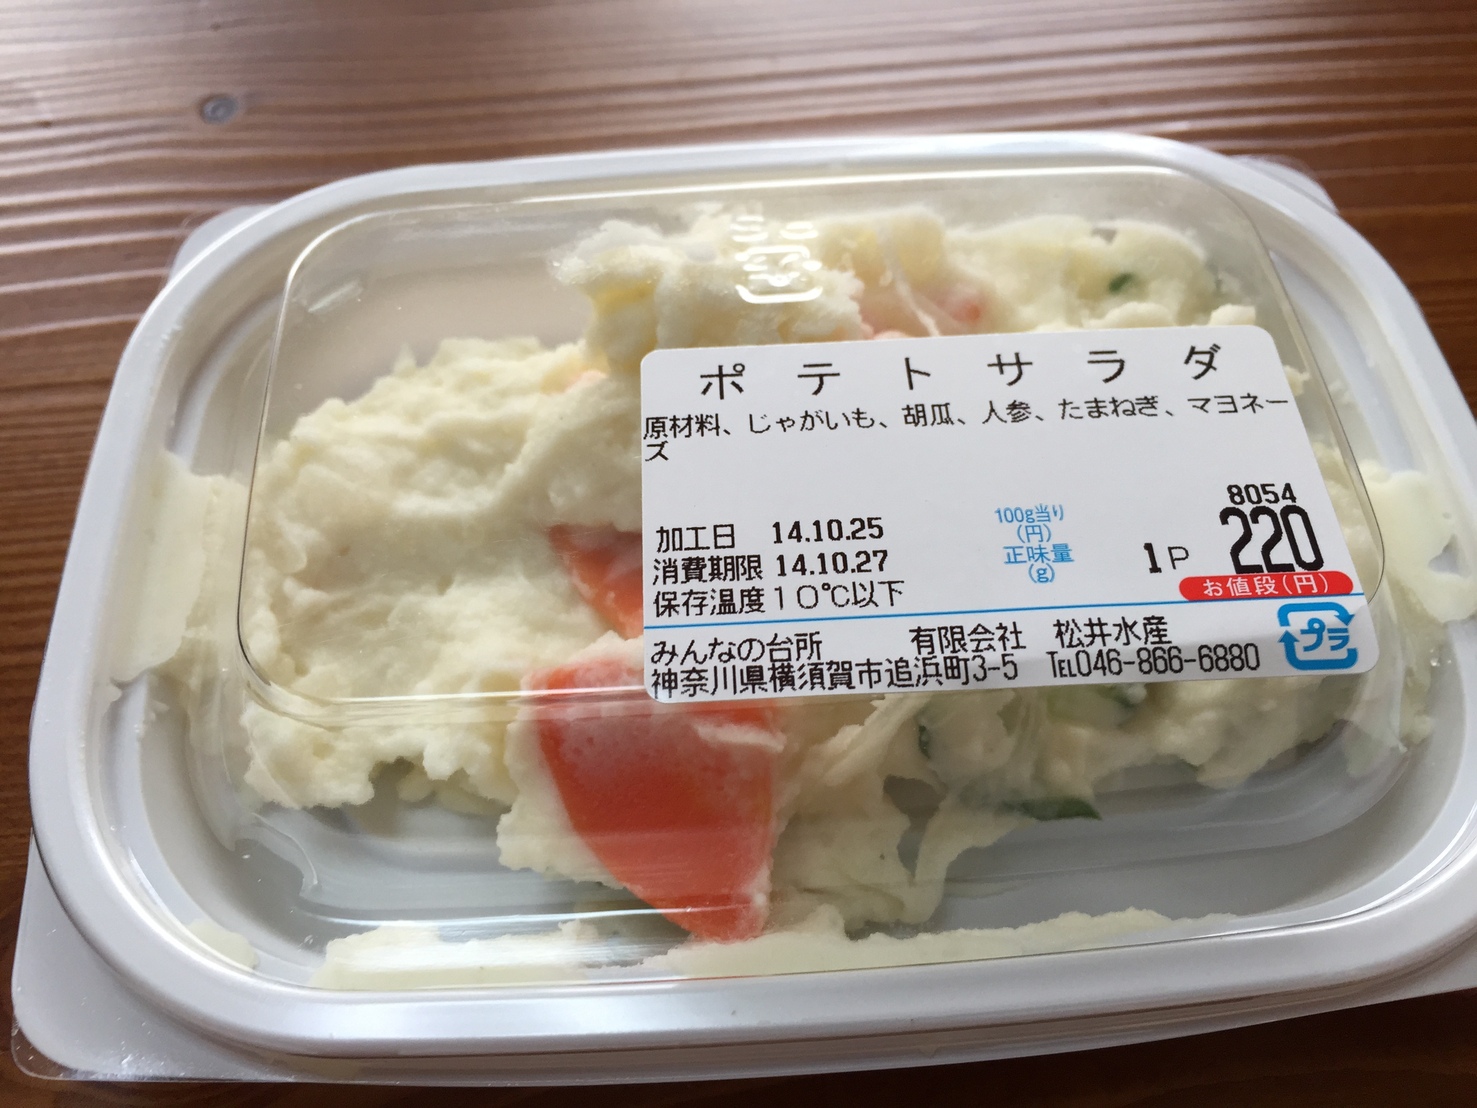 ポテトサラダ
原材料、じゃがいも、胡瓜、人参、たまねぎ、マヨネー
ズ
8054
加工日 14.10.25
消費期限 14.10.27
保存温度10℃以下
100g当り
(円)
正味量
(g)
1P 220
お値段(円)
みんなの台所 有限会社 松井水産
神奈川県横須賀市追浜町3-5 TEL046-866-6880
プラ